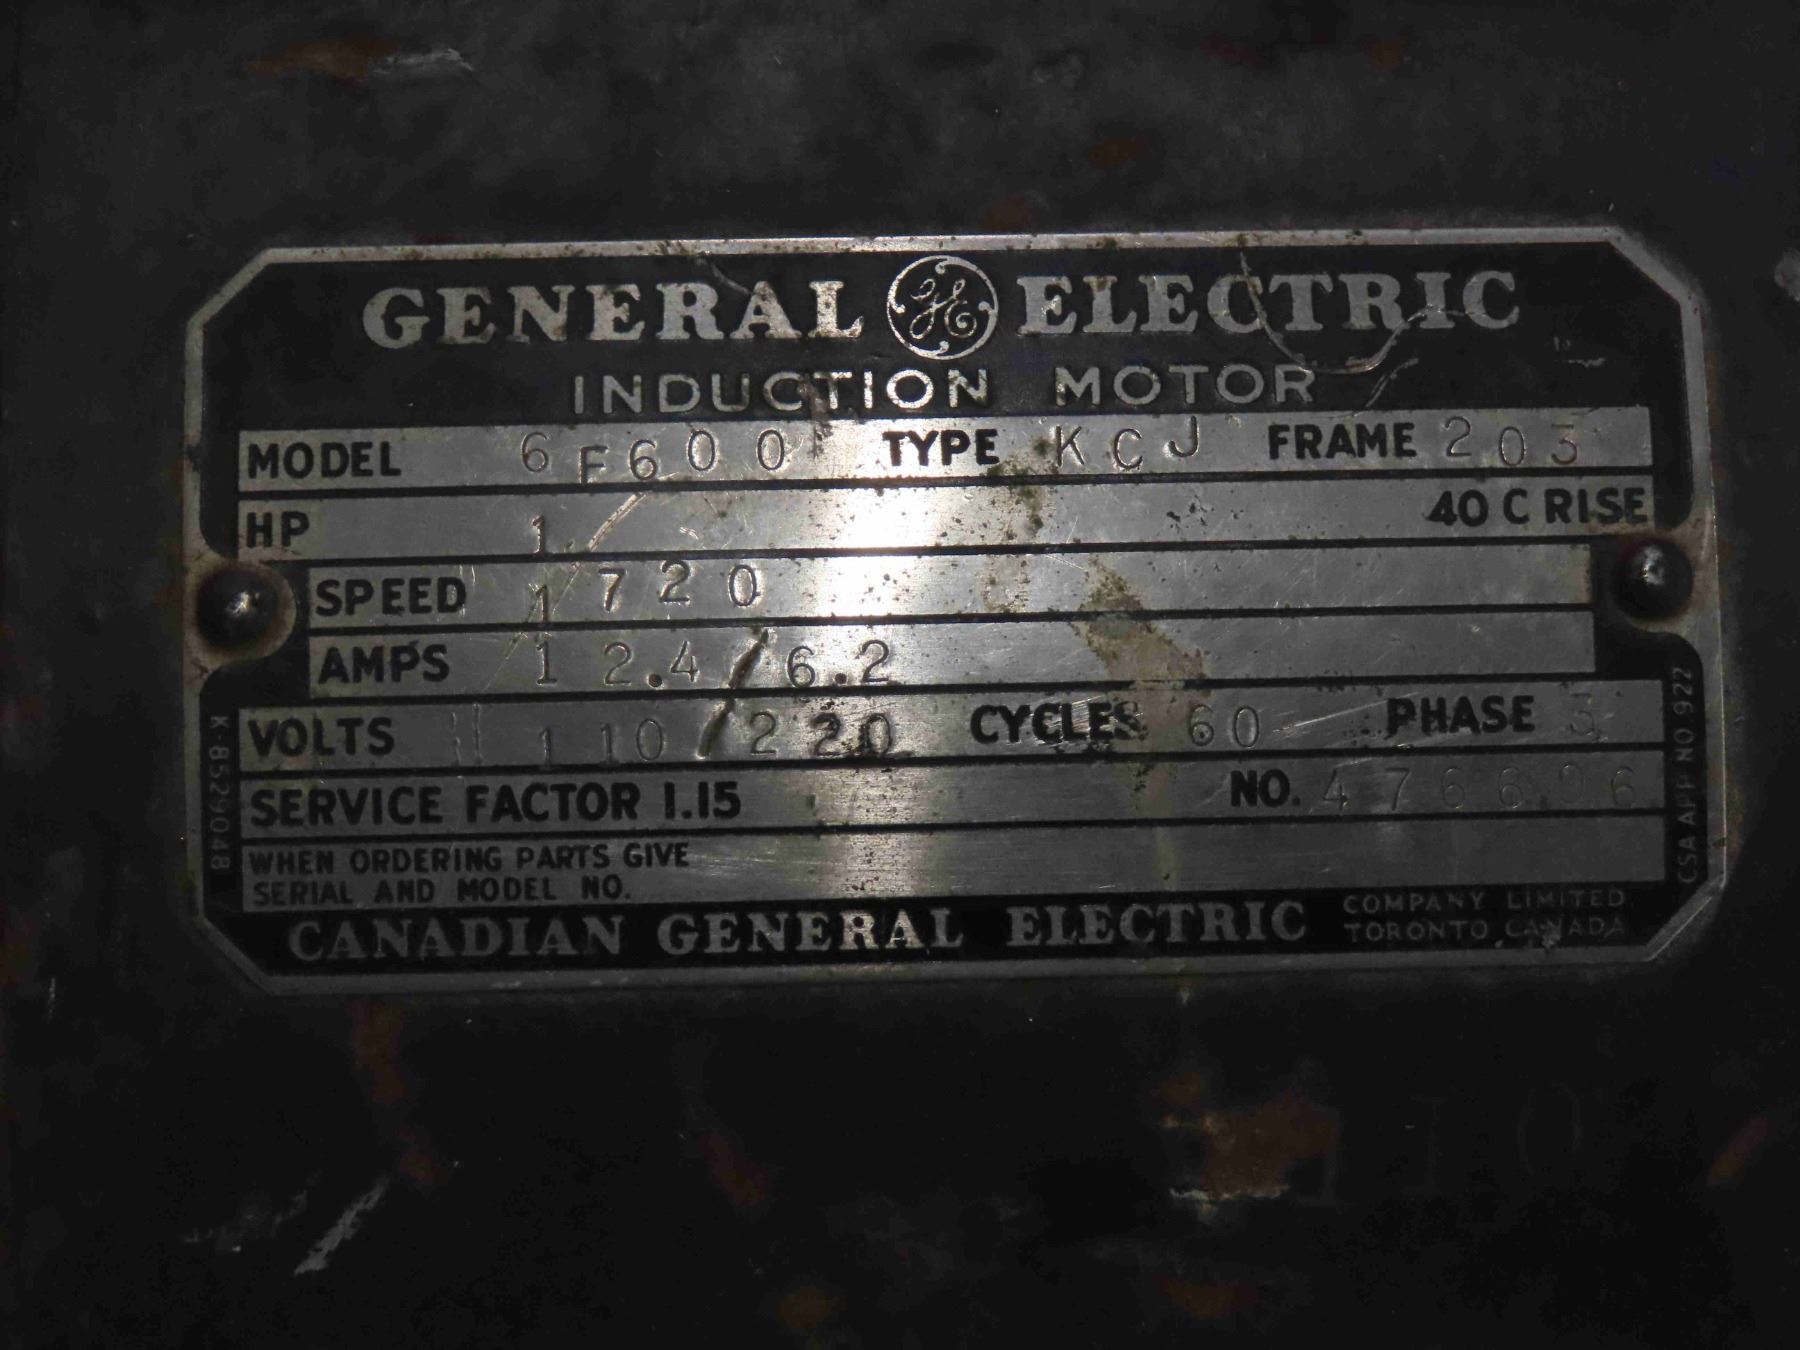 GENERAL GE ELECTRIC
INDUCTION MOTOR
MODEL 6F600 TYPE KCJ FRAME 203
HP 1 40 C RISE
SPEED 1720
AMPS 12.4/6.2
VOLTS 110/220 CYCLES 60 PHASE 3
SERVICE FACTOR 1.15 NO.
WHEN ORDERING PARTS GIVE
SERIAL AND MODEL NO.
CANADIAN GENERAL ELECTRIC COMPANY LIMITED
TORONTO, CANADA
K-8529048
CSA APP. NO 922